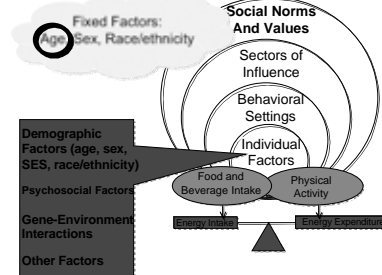 Fixed Factors:
Age, Sex, Race/ethnicity
Social Norms
And Values
Sectors of
Influence
Behavioral
Settings
Individual
Factors
Food and
Beverage Intake
Physical
Activity
Energy Intake
Energy Expenditure
Demographic
Factors (age, sex,
SES, race/ethnicity)
Psychosocial Factors
Gene-Environment
Interactions
Other Factors